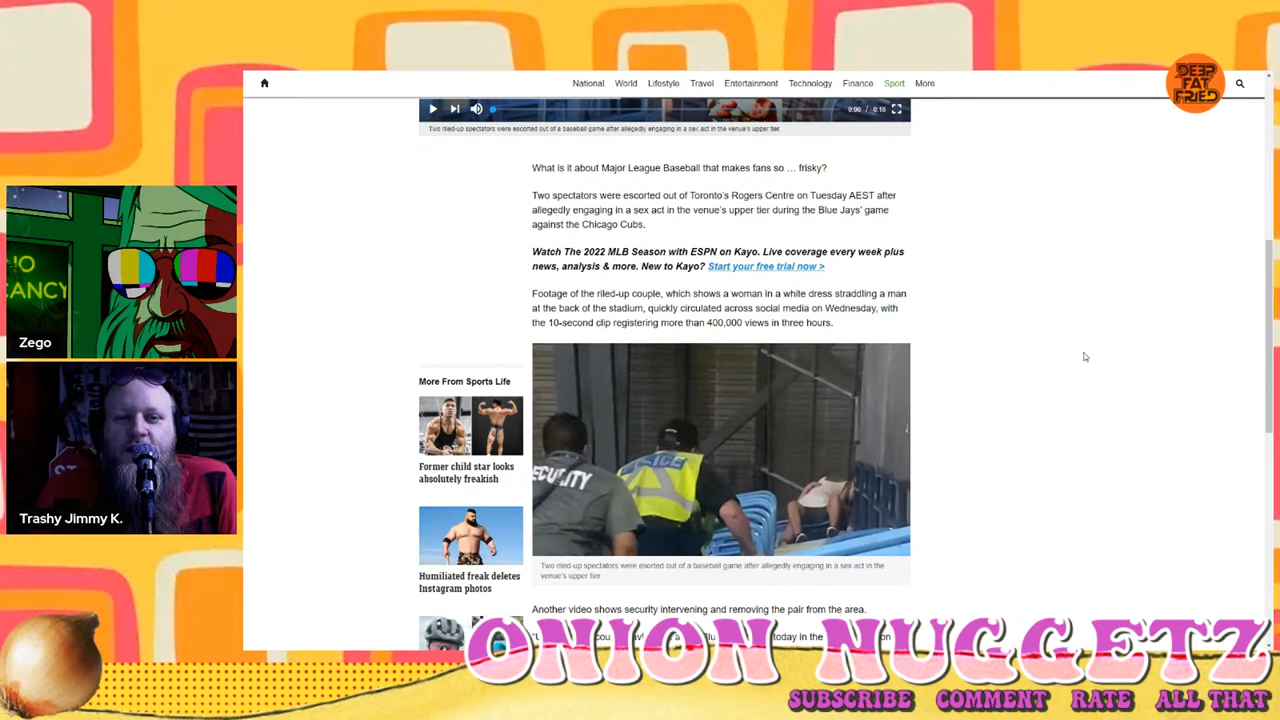 National World Lifestyle Travel Entertainment Technology Finance Sport More
DEEP
FAT
FRIED
0:00 / 0:18
Two riled-up spectators were escorted out of a baseball game after allegedly engaging in a sex act in the venue's upper tier.
What is it about Major League Baseball that makes fans so … frisky?
Two spectators were escorted out of Toronto's Rogers Centre on Tuesday AEST after
allegedly engaging in a sex act in the venue's upper tier during the Blue Jays' game
against the Chicago Cubs.
Watch The 2022 MLB Season with ESPN on Kayo. Live coverage every week plus
news, analysis & more. New to Kayo? Start your free trial now >
Footage of the riled-up couple, which shows a woman in a white dress straddling a man
at the back of the stadium, quickly circulated across social media on Wednesday, with
the 10-second clip registering more than 400,000 views in three hours.
Zego
Trashy Jimmy K.
More From Sports Life
Former child star looks
absolutely freakish
Humiliated freak deletes
Instagram photos
Two riled-up spectators were esorted out of a baseball game after allegedly engaging in a sex act in the
venue's upper tier.
Another video shows security intervening and removing the pair from the area.
today in the
ONION NUGGETZ
SUBSCRIBE COMMENT RATE ALL THAT